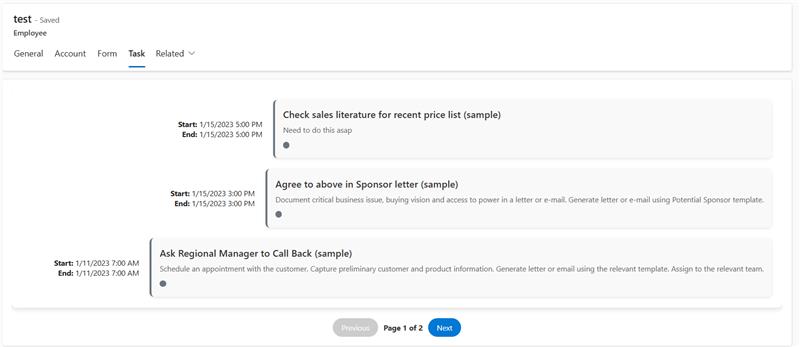 test - Saved
Employee
General Account Form Task Related
Check sales literature for recent price list (sample)
Start: 1/15/2023 5:00 PM
End: 1/15/2023 5:00 PM
Need to do this asap
Agree to above in Sponsor letter (sample)
Start: 1/15/2023 3:00 PM
End: 1/15/2023 3:00 PM
Document critical business issue, buying vision and access to power in a letter or e-mail. Generate letter or e-mail using Potential Sponsor template.
Ask Regional Manager to Call Back (sample)
Start: 1/11/2023 7:00 AM
End: 1/11/2023 7:00 AM
Schedule an appointment with the customer. Capture preliminary customer and product information. Generate letter or email using the relevant template. Assign to the relevant team.
Previous Page 1 of 2 Next